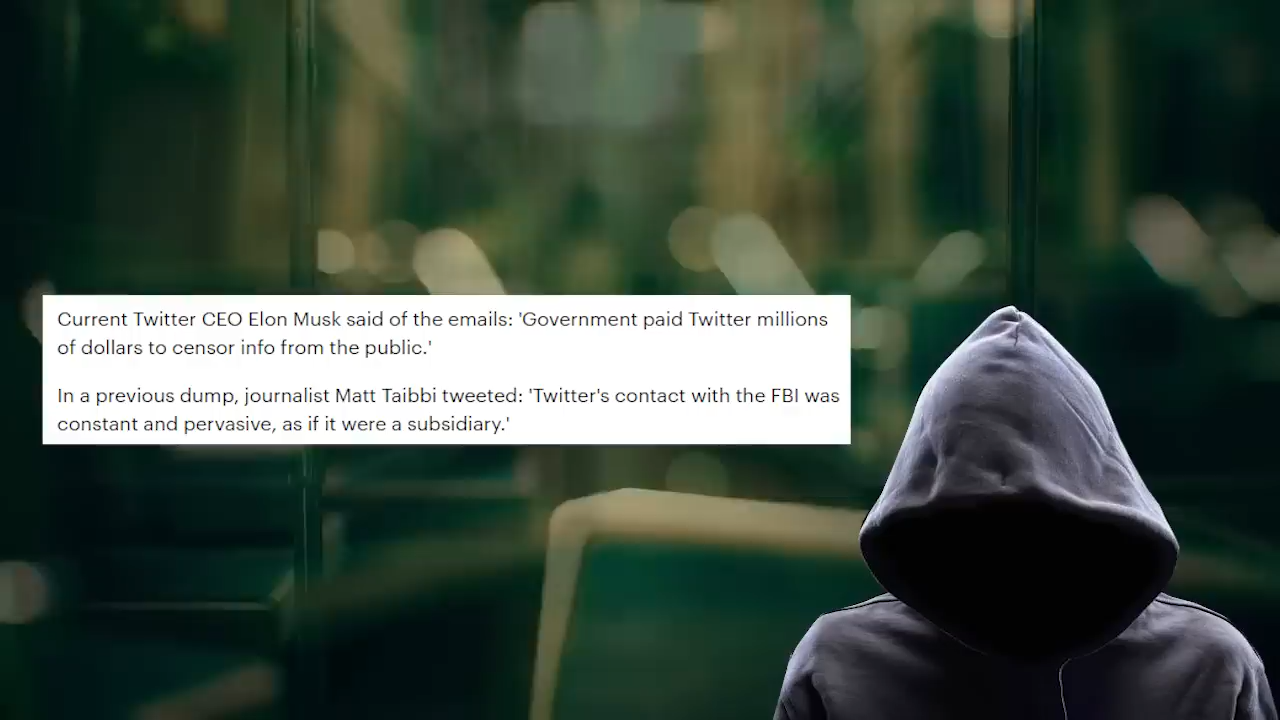 Current Twitter CEO Elon Musk said of the emails: 'Government paid Twitter millions
of dollars to censor info from the public.'
In a previous dump, journalist Matt Taibbi tweeted: 'Twitter's contact with the FBI was
constant and pervasive, as if it were a subsidiary.'